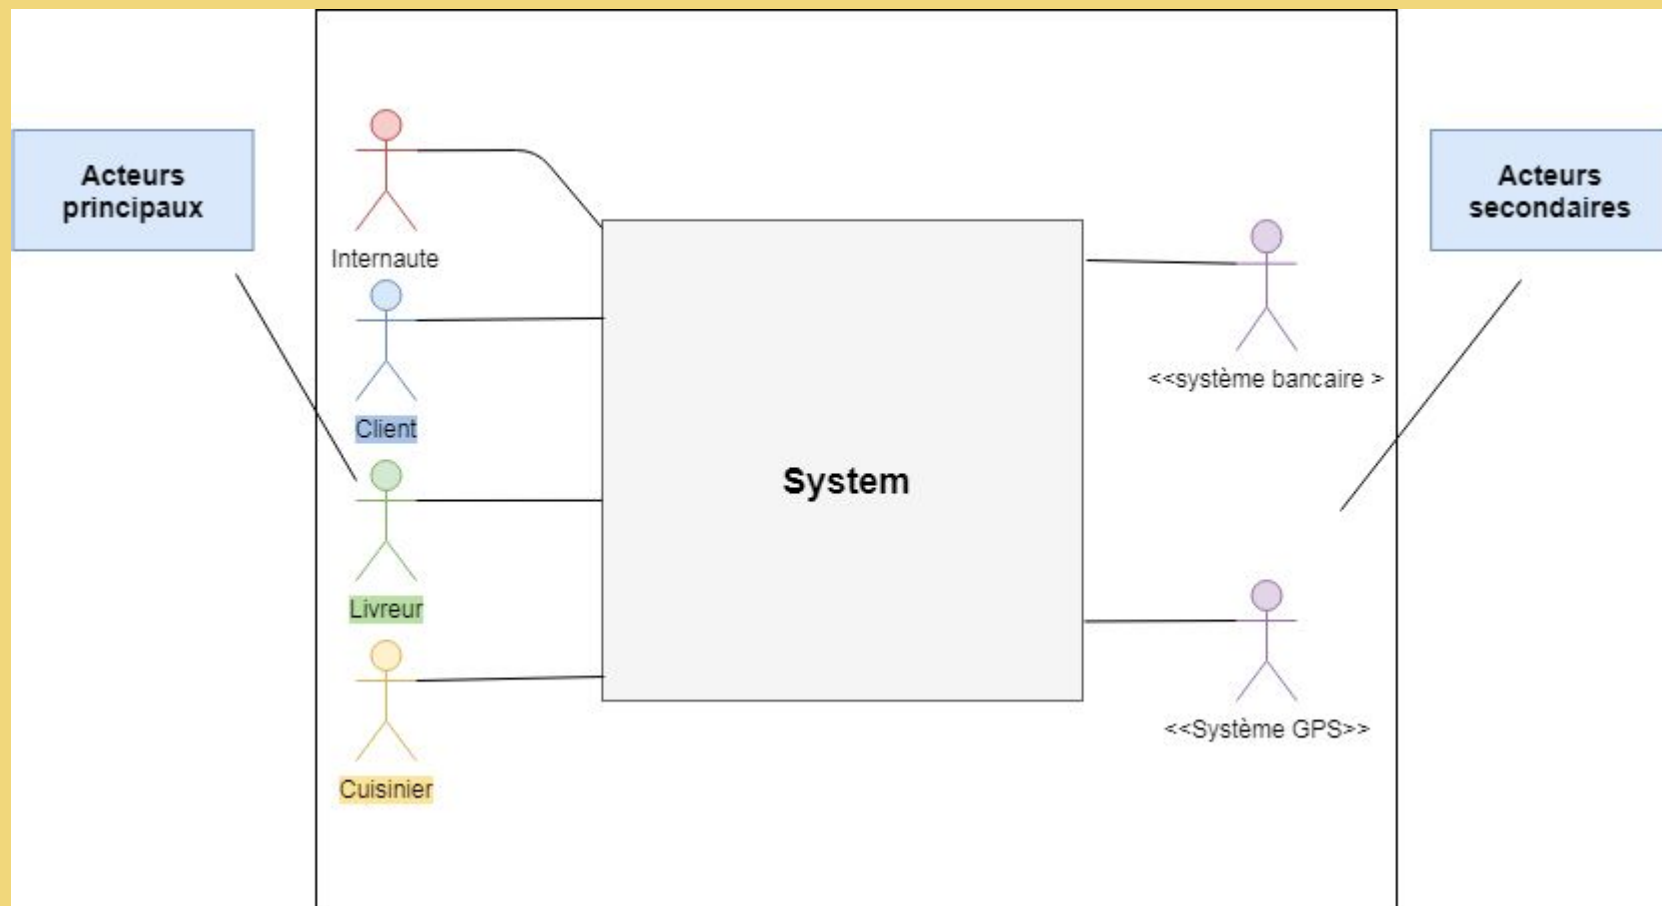 Acteurs
principaux
Internaute
Client
Livreur
Cuisinier
System
<<système bancaire >
<<Système GPS>>
Acteurs
secondaires